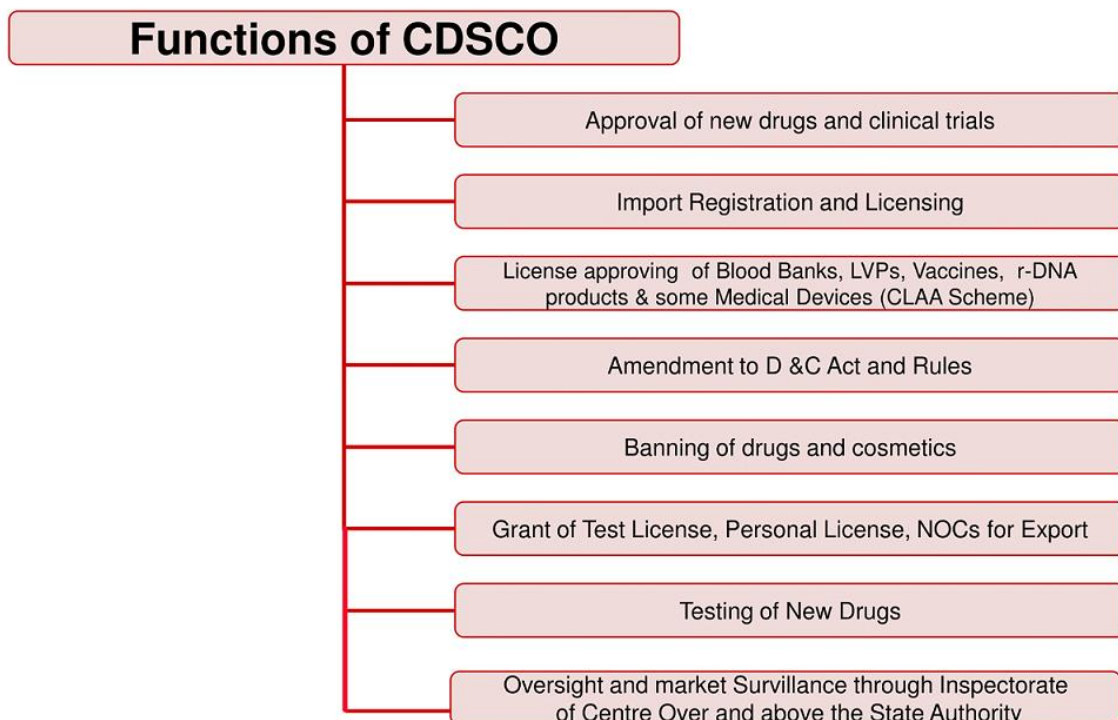 Functions of CDSCO
Approval of new drugs and clinical trials
Import Registration and Licensing
License approving of Blood Banks, LVPs, Vaccines, r-DNA
products & some Medical Devices (CLAA Scheme)
Amendment to D &C Act and Rules
Banning of drugs and cosmetics
Grant of Test License, Personal License, NOCs for Export
Testing of New Drugs
Oversight and market Survillance through Inspectorate
of Centre Over and above the State Authority